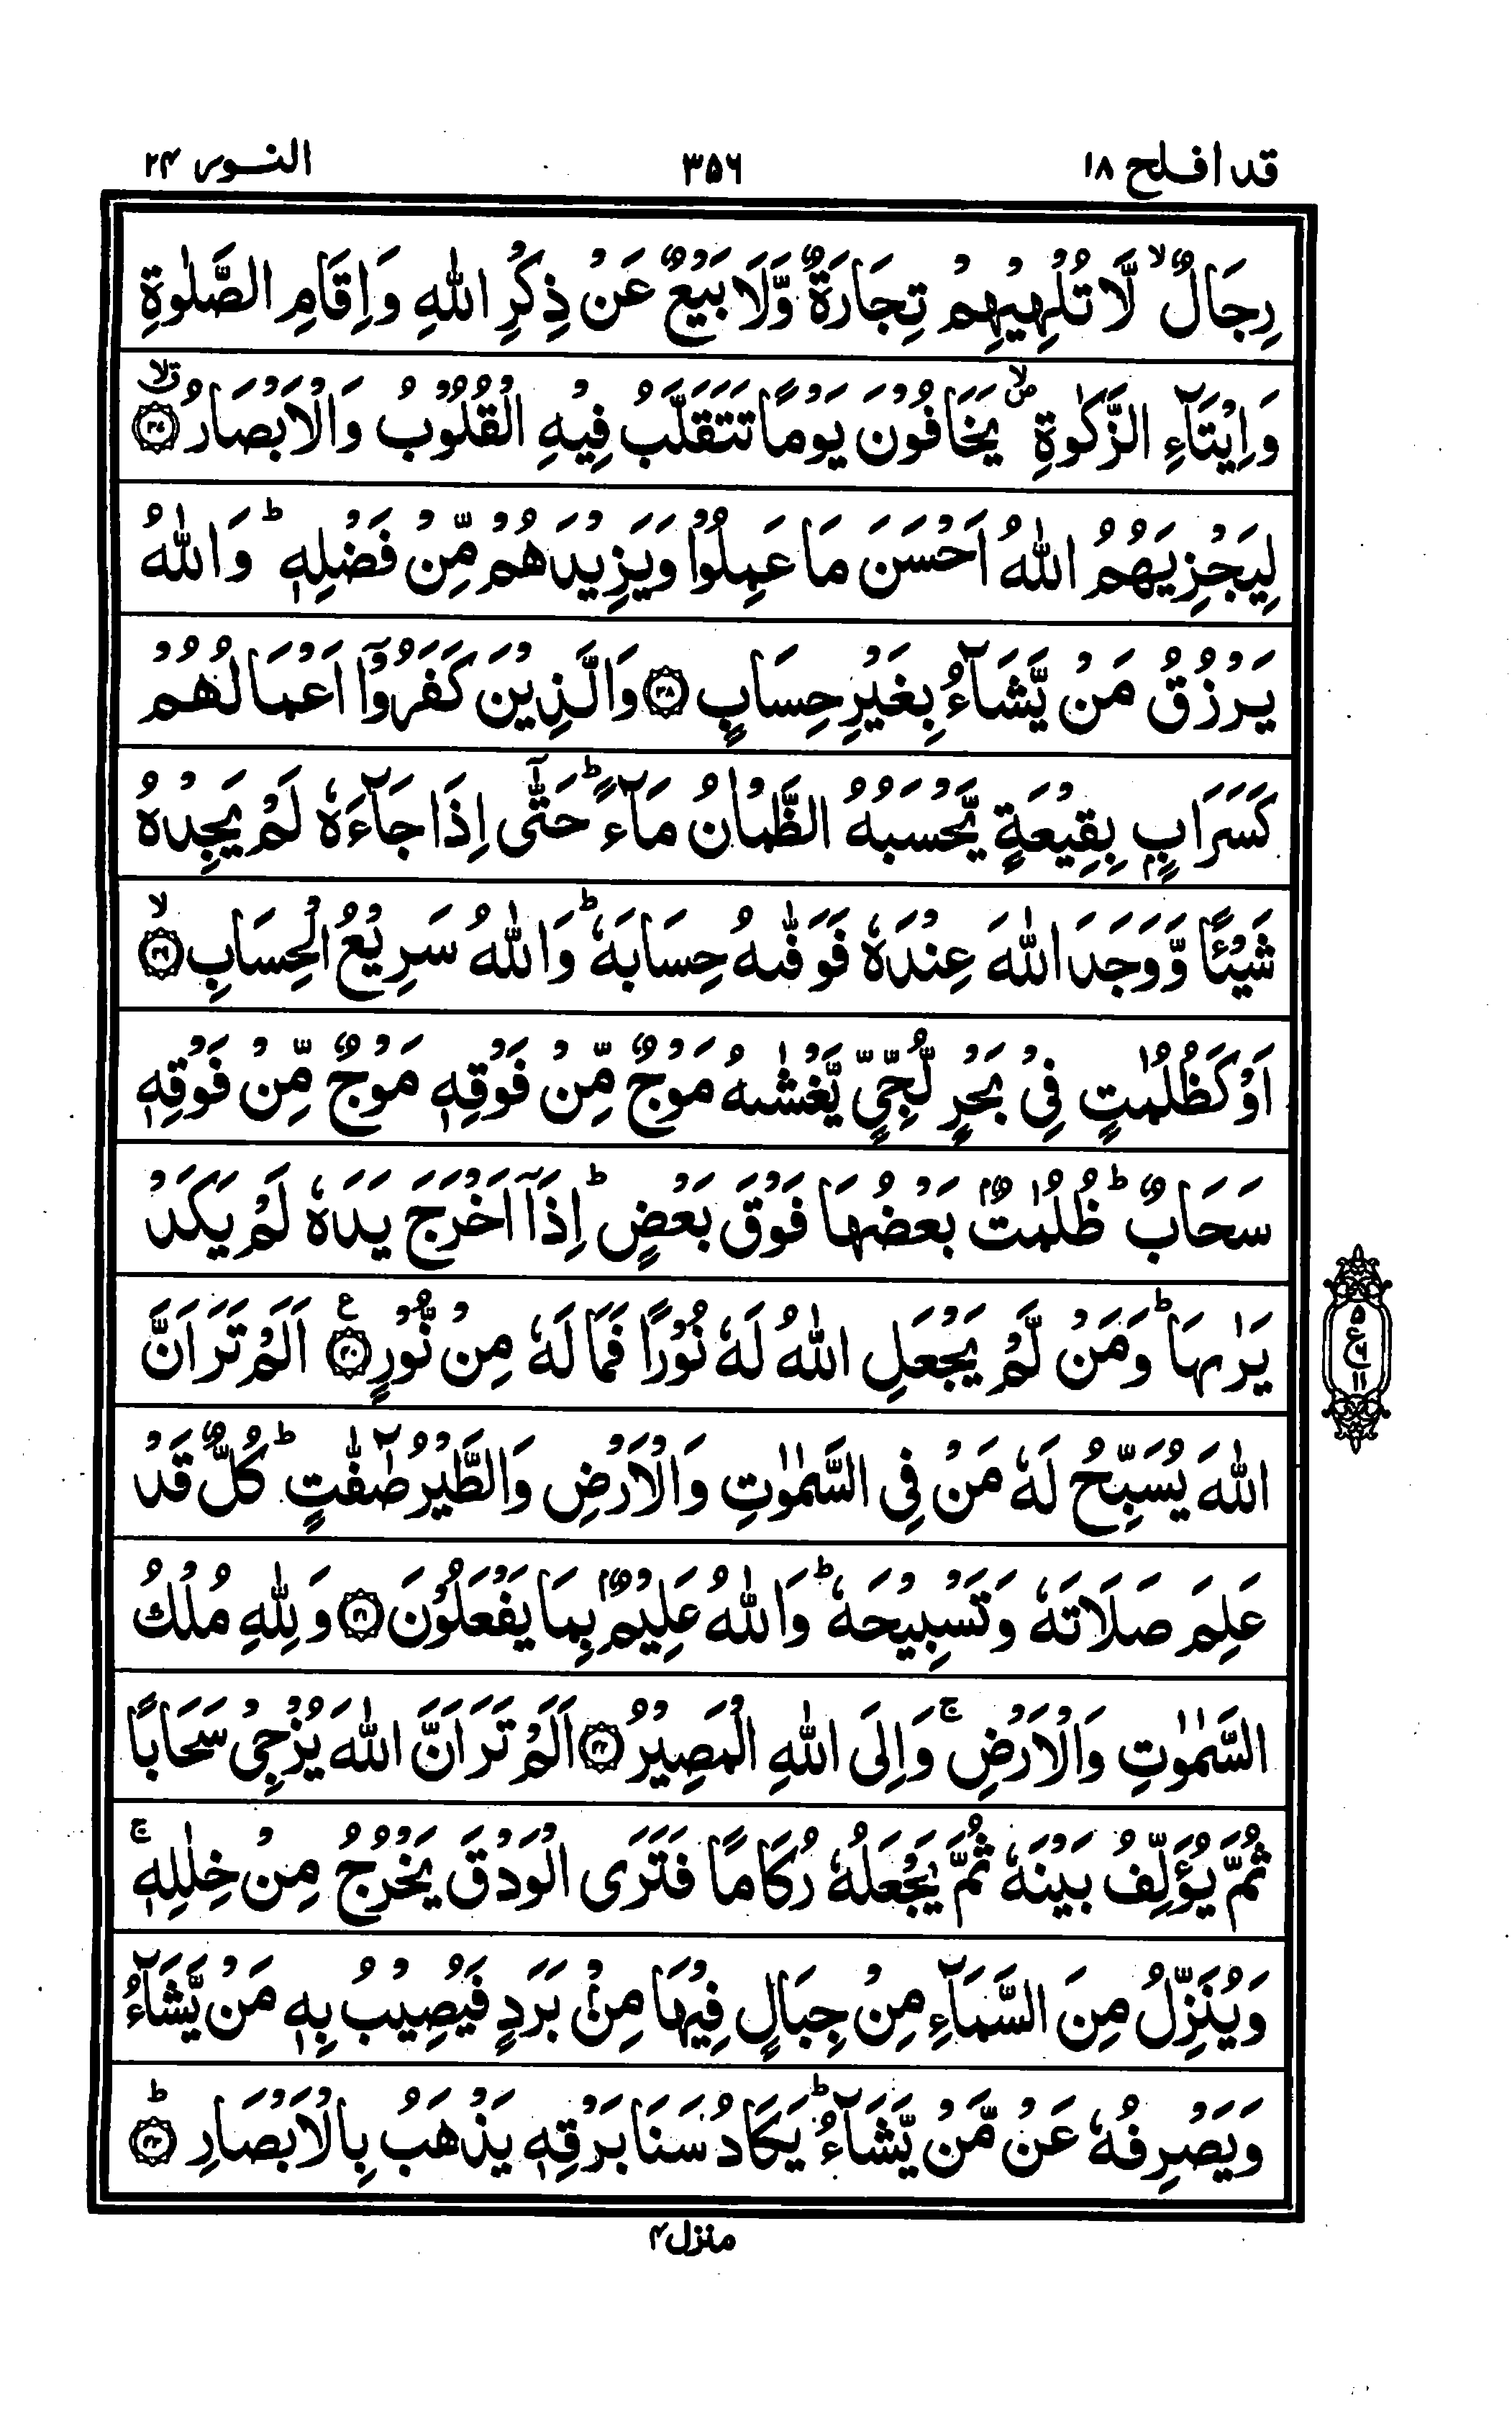 قد افلح ١٨
٣٥٦
النور ٢٤
رِجَالٌ ۙ لَّا تُلْهِيْهِمْ تِجَارَةٌ وَّلَا بَيْعٌ عَنْ ذِكْرِ اللّٰهِ وَاِقَامِ الصَّلٰوةِ
وَاِيْتَآءِ الزَّكٰوةِ ۙ يَخَافُوْنَ يَوْمًا تَتَقَلَّبُ فِيْهِ الْقُلُوْبُ وَالْاَبْصَارُ ۙ﴿٣٧﴾
لِيَجْزِيَهُمُ اللّٰهُ اَحْسَنَ مَا عَمِلُوْا وَيَزِيْدَهُمْ مِّنْ فَضْلِهٖ ؕ وَاللّٰهُ
يَرْزُقُ مَنْ يَّشَآءُ بِغَيْرِ حِسَابٍ ﴿٣٨﴾ وَالَّذِيْنَ كَفَرُوْۤا اَعْمَالُهُمْ
كَسَرَابٍۭ بِقِيْعَةٍ يَّحْسَبُهُ الظَّمْاٰنُ مَآءً ؕ حَتّٰۤى اِذَا جَآءَهٗ لَمْ يَجِدْهُ
شَيْـًٔا وَّوَجَدَ اللّٰهَ عِنْدَهٗ فَوَفّٰىهُ حِسَابَهٗ ؕ وَاللّٰهُ سَرِيْعُ الْحِسَابِ ۙ﴿٣٩﴾
اَوْ كَظُلُمٰتٍ فِيْ بَحْرٍ لُّجِّيٍّ يَّغْشٰىهُ مَوْجٌ مِّنْ فَوْقِهٖ مَوْجٌ مِّنْ فَوْقِهٖ
سَحَابٌ ؕ ظُلُمٰتٌۢ بَعْضُهَا فَوْقَ بَعْضٍ ؕ اِذَاۤ اَخْرَجَ يَدَهٗ لَمْ يَكَدْ
يَرٰىهَا ؕ وَمَنْ لَّمْ يَجْعَلِ اللّٰهُ لَهٗ نُوْرًا فَمَا لَهٗ مِنْ نُّوْرٍ ﴿٤٠﴾ع اَلَمْ تَرَ اَنَّ
اللّٰهَ يُسَبِّحُ لَهٗ مَنْ فِى السَّمٰوٰتِ وَالْاَرْضِ وَالطَّيْرُ صٰٓفّٰتٍ ؕ كُلٌّ قَدْ
عَلِمَ صَلَاتَهٗ وَتَسْبِيْحَهٗ ؕ وَاللّٰهُ عَلِيْمٌۢ بِمَا يَفْعَلُوْنَ ﴿٤١﴾ وَلِلّٰهِ مُلْكُ
السَّمٰوٰتِ وَالْاَرْضِ ۚ وَاِلَى اللّٰهِ الْمَصِيْرُ ﴿٤٢﴾ اَلَمْ تَرَ اَنَّ اللّٰهَ يُزْجِيْ سَحَابًا
ثُمَّ يُؤَلِّفُ بَيْنَهٗ ثُمَّ يَجْعَلُهٗ رُكَامًا فَتَرَى الْوَدْقَ يَخْرُجُ مِنْ خِلٰلِهٖ ۚ
وَيُنَزِّلُ مِنَ السَّمَآءِ مِنْ جِبَالٍ فِيْهَا مِنْۢ بَرَدٍ فَيُصِيْبُ بِهٖ مَنْ يَّشَآءُ
وَيَصْرِفُهٗ عَنْ مَّنْ يَّشَآءُ ؕ يَكَادُ سَنَا بَرْقِهٖ يَذْهَبُ بِالْاَبْصَارِ ؕ﴿٤٣﴾
منزل ٤